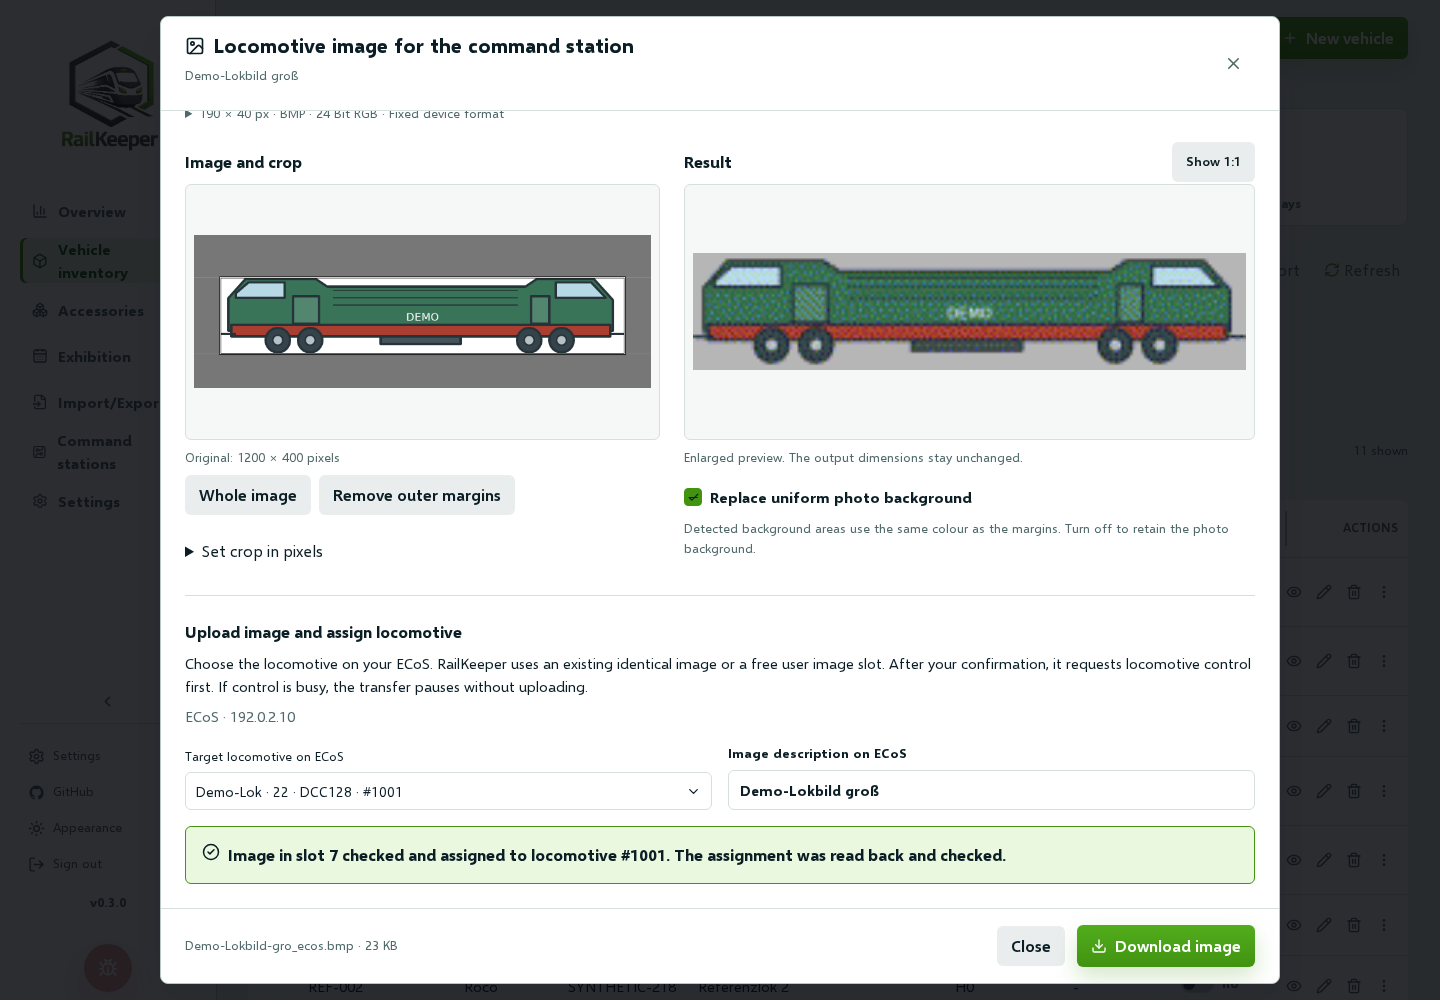 Locomotive image for the command station
Demo-Lokbild groß
190 × 40 px · BMP · 24 Bit RGB · Fixed device format
Image and crop
Result
Show 1:1
DEMO
DEMO
Original: 1200 × 400 pixels
Enlarged preview. The output dimensions stay unchanged.
Whole image
Remove outer margins
Replace uniform photo background
Detected background areas use the same colour as the margins. Turn off to retain the photo
background.
Set crop in pixels
Upload image and assign locomotive
Choose the locomotive on your ECoS. RailKeeper uses an existing identical image or a free user image slot. After your confirmation, it requests locomotive control
first. If control is busy, the transfer pauses without uploading.
ECoS · 192.0.2.10
Target locomotive on ECoS
Image description on ECoS
Demo-Lok · 22 · DCC128 · #1001
Demo-Lokbild groß
Image in slot 7 checked and assigned to locomotive #1001. The assignment was read back and checked.
Demo-Lokbild-gro_ecos.bmp · 23 KB
Close
Download image
RailKeeper
Overview
Vehicle
inventory
Accessories
Exhibition
Import/Expor
Command
stations
Settings
Settings
GitHub
Appearance
Sign out
v0.3.0
New vehicle
ays
ort
Refresh
11 shown
ACTIONS
REF-002
Roco
SYNTHETIC-218
Referenzlok 2
H0
-